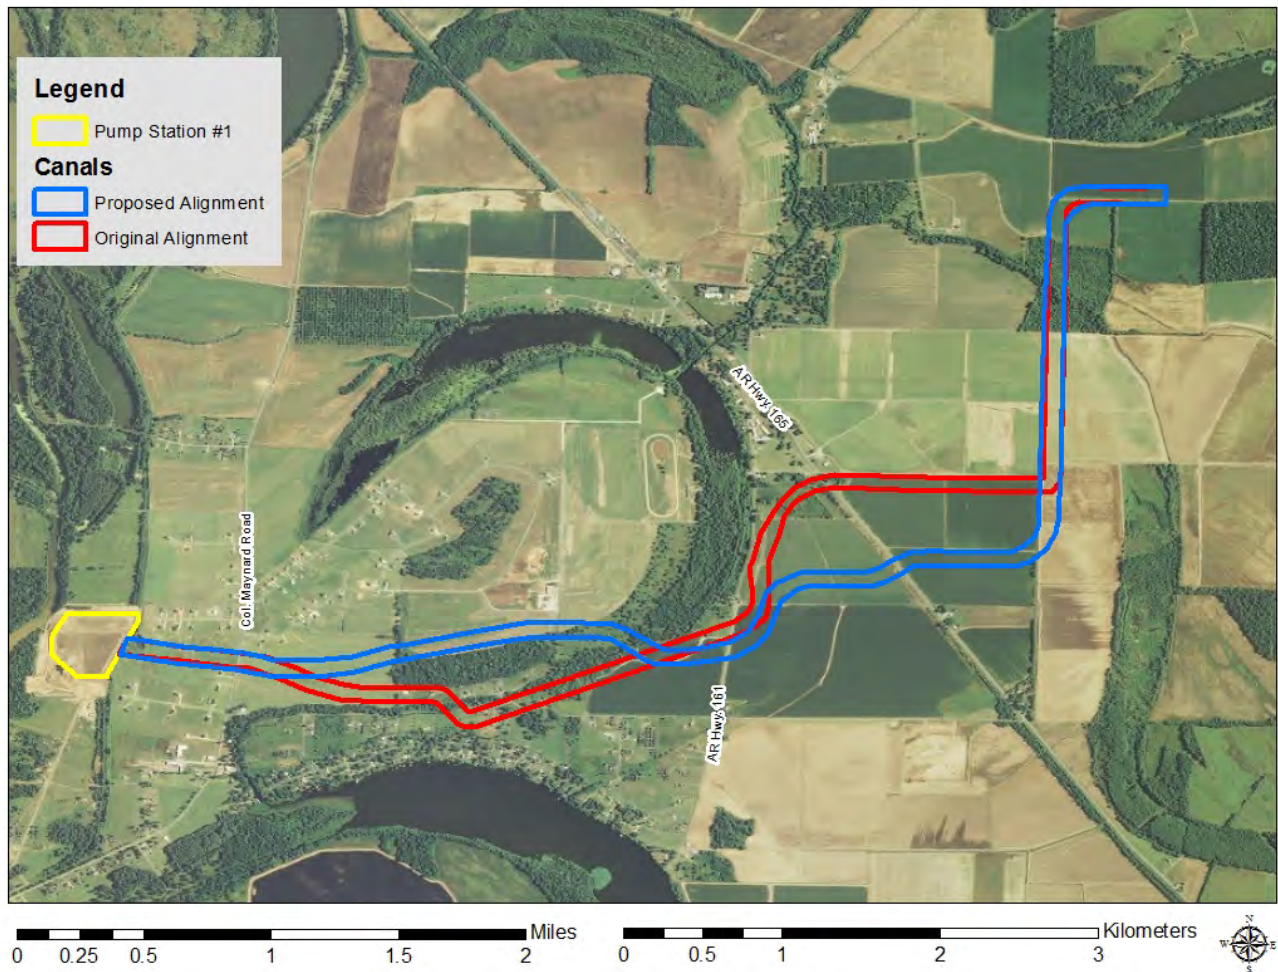 Legend
Pump Station #1
Canals
Proposed Alignment
Original Alignment
AR Hwy. 165
Col. Maynard Road
AR Hwy. 161
Miles
0 0.25 0.5 1 1.5 2
Kilometers
0 0.5 1 2 3
N
W E
S